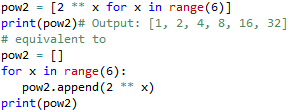 pow2 = [2 ** x for x in range(6)]
print(pow2)# Output: [1, 2, 4, 8, 16, 32]
# equivalent to
pow2 = []
for x in range(6):
    pow2.append(2 ** x)
print(pow2)